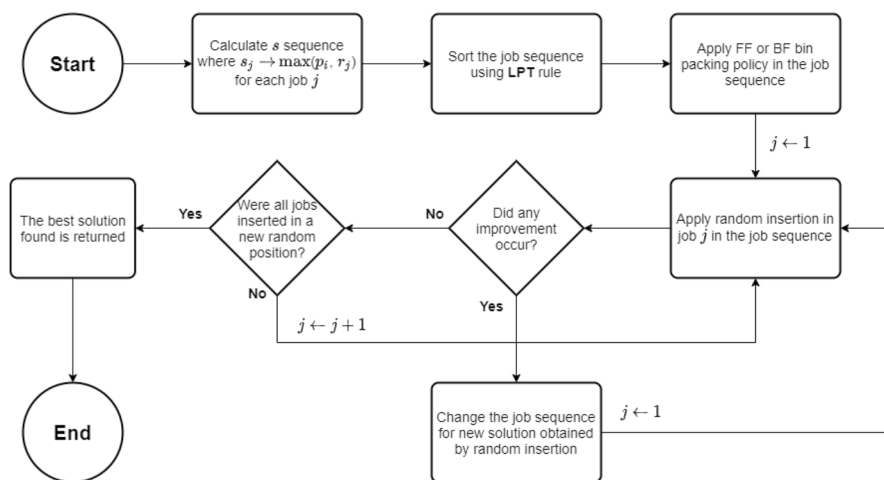 Start
Calculate s sequence
where s_j → max(p_i, r_j)
for each job j
Sort the job sequence
using LPT rule
Apply FF or BF bin
packing policy in the job
sequence
j ← 1
Apply random insertion in
job j in the job sequence
Did any
improvement
occur?
No
Yes
Were all jobs
inserted in a
new random
position?
Yes
No
j ← j + 1
The best solution
found is returned
End
Change the job sequence
for new solution obtained
by random insertion
j ← 1